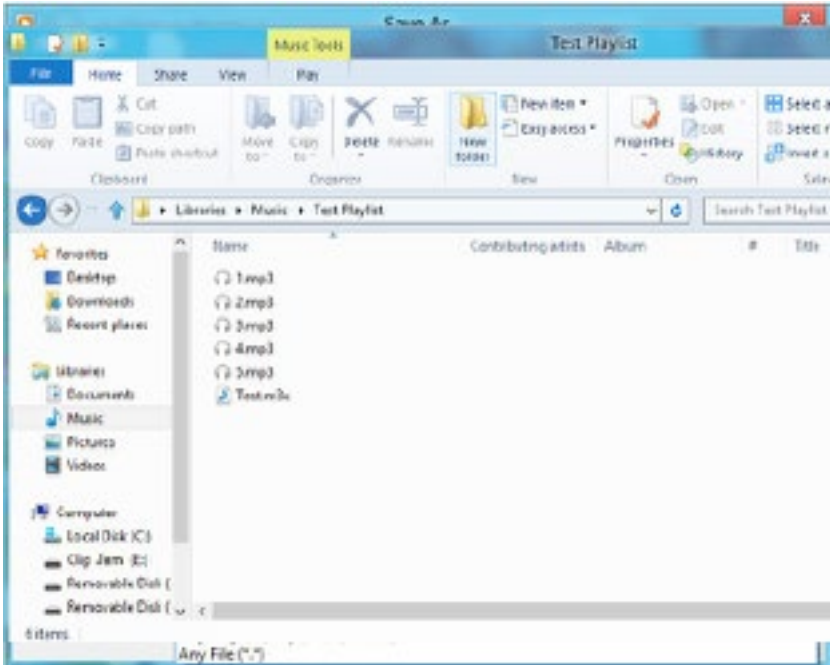 Save As
Music Tools
Test Playlist
File Home Share View Play
Copy
Paste
Cut
Copy path
Paste shortcut
Move to
Copy to
Delete
Rename
New folder
New item
Easy access
Properties
Open
Edit
History
Select a
Select n
Invert s
Clipboard Organize New Open Sele
Libraries Music Test Playlist
Search Test Playlist
Favorites
Desktop
Downloads
Recent places
Libraries
Documents
Music
Pictures
Videos
Computer
Local Disk (C:)
Clip Jam (E:)
Removable Disk (
Removable Disk (
Name Contributing artists Album # Title
1.mp3
2.mp3
3.mp3
4.mp3
5.mp3
Test.m3u
6 items
Any File ("*.*")